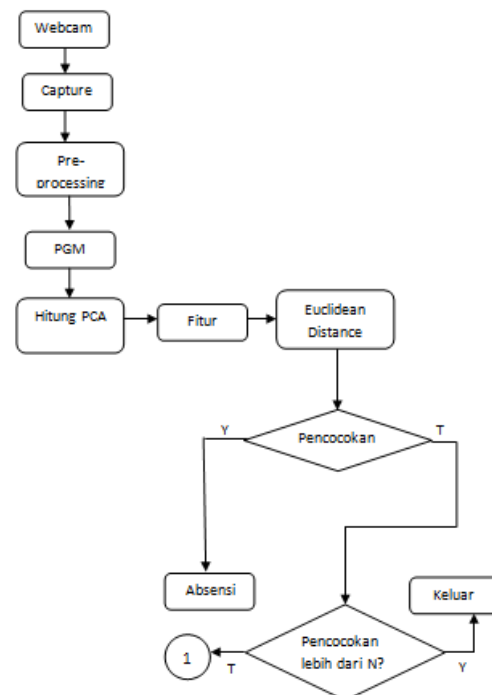 Webcam
Capture
Pre-
processing
PGM
Hitung PCA
Fitur
Euclidean
Distance
Y
Pencocokan
T
Absensi
Keluar
Pencocokan
lebih dari N?
1
T
Y